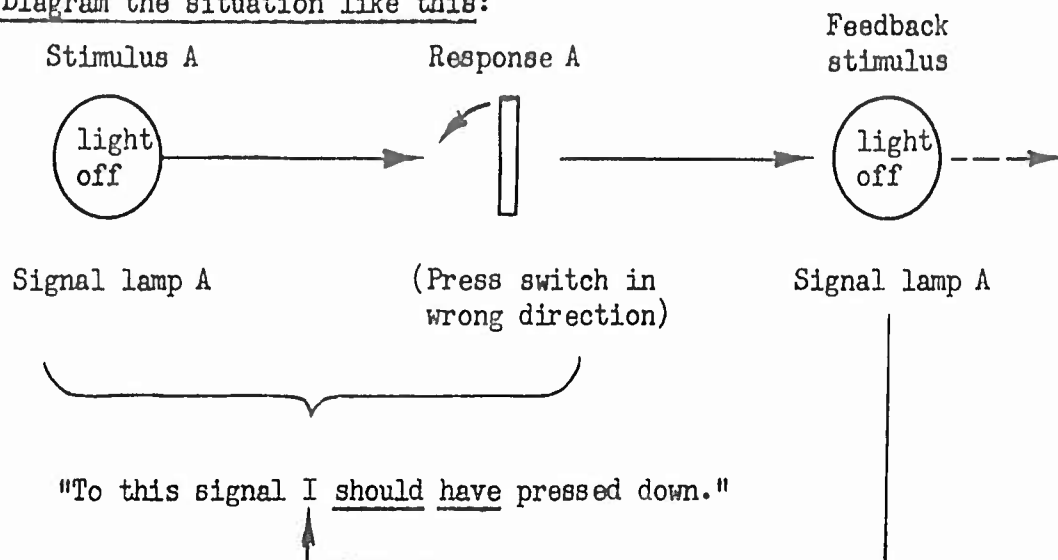 Diagram the situation like this:
Stimulus A
Response A
Feedback
stimulus
light
off
light
off
Signal lamp A
(Press switch in
wrong direction)
Signal lamp A
"To this signal I should have pressed down."